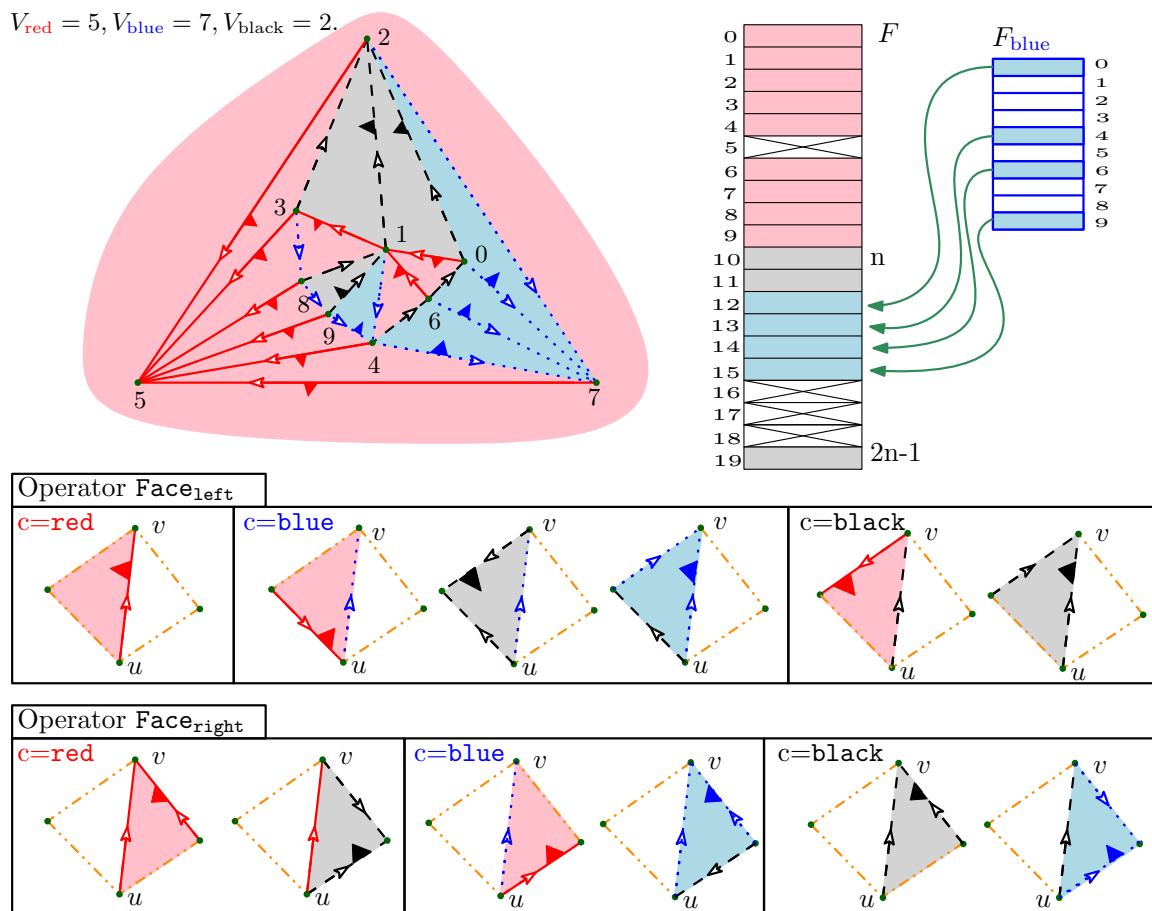 V_red = 5, V_blue = 7, V_black = 2.
2
3
1
0
8
9
6
4
5
7
F
0
1
2
3
4
5
6
7
8
9
10
11
12
13
14
15
16
17
18
19
n
2n-1
F_blue
0
1
2
3
4
5
6
7
8
9
Operator Face_left
c=red
v
u
c=blue
v
u
v
u
v
u
c=black
v
u
v
u
Operator Face_right
c=red
v
u
v
u
c=blue
v
u
v
u
c=black
v
u
v
u